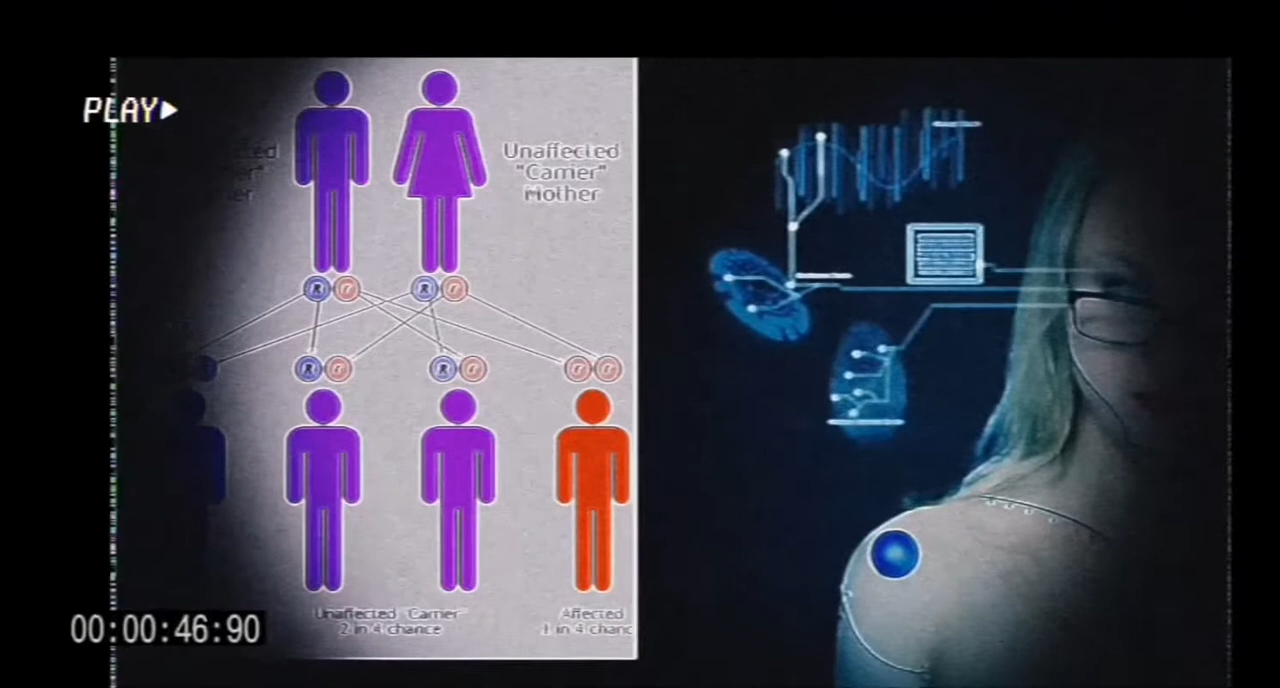 PLAY
Unaffected
"Carrier"
Mother
R r R r
R r R r r r
Unaffected "Carrier"
2 in 4 chance
Affected
1 in 4 chanc
00:00:46:90